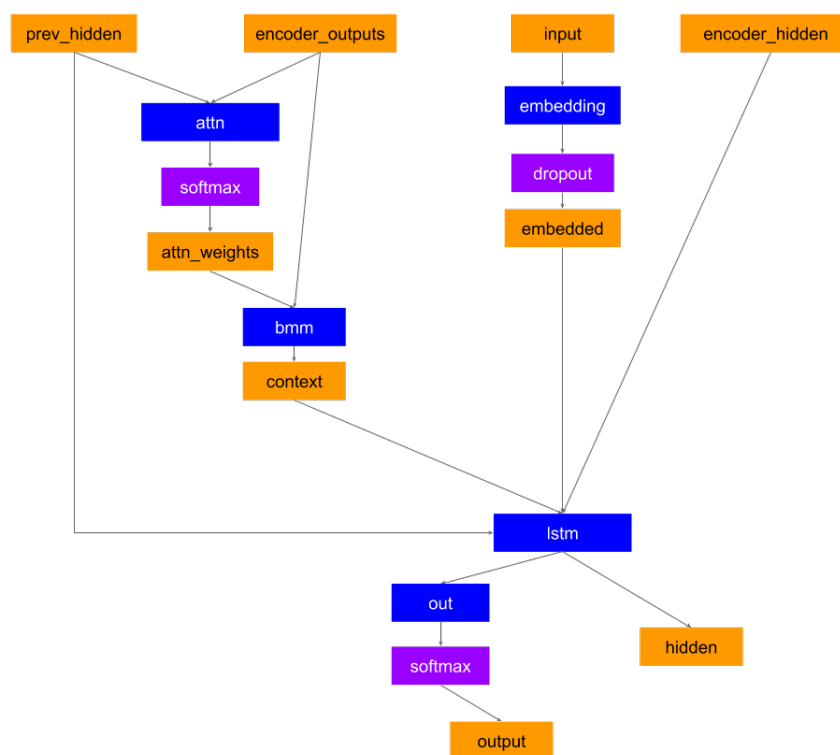 prev_hidden
encoder_outputs
input
encoder_hidden
attn
embedding
softmax
dropout
attn_weights
embedded
bmm
context
lstm
out
hidden
softmax
output